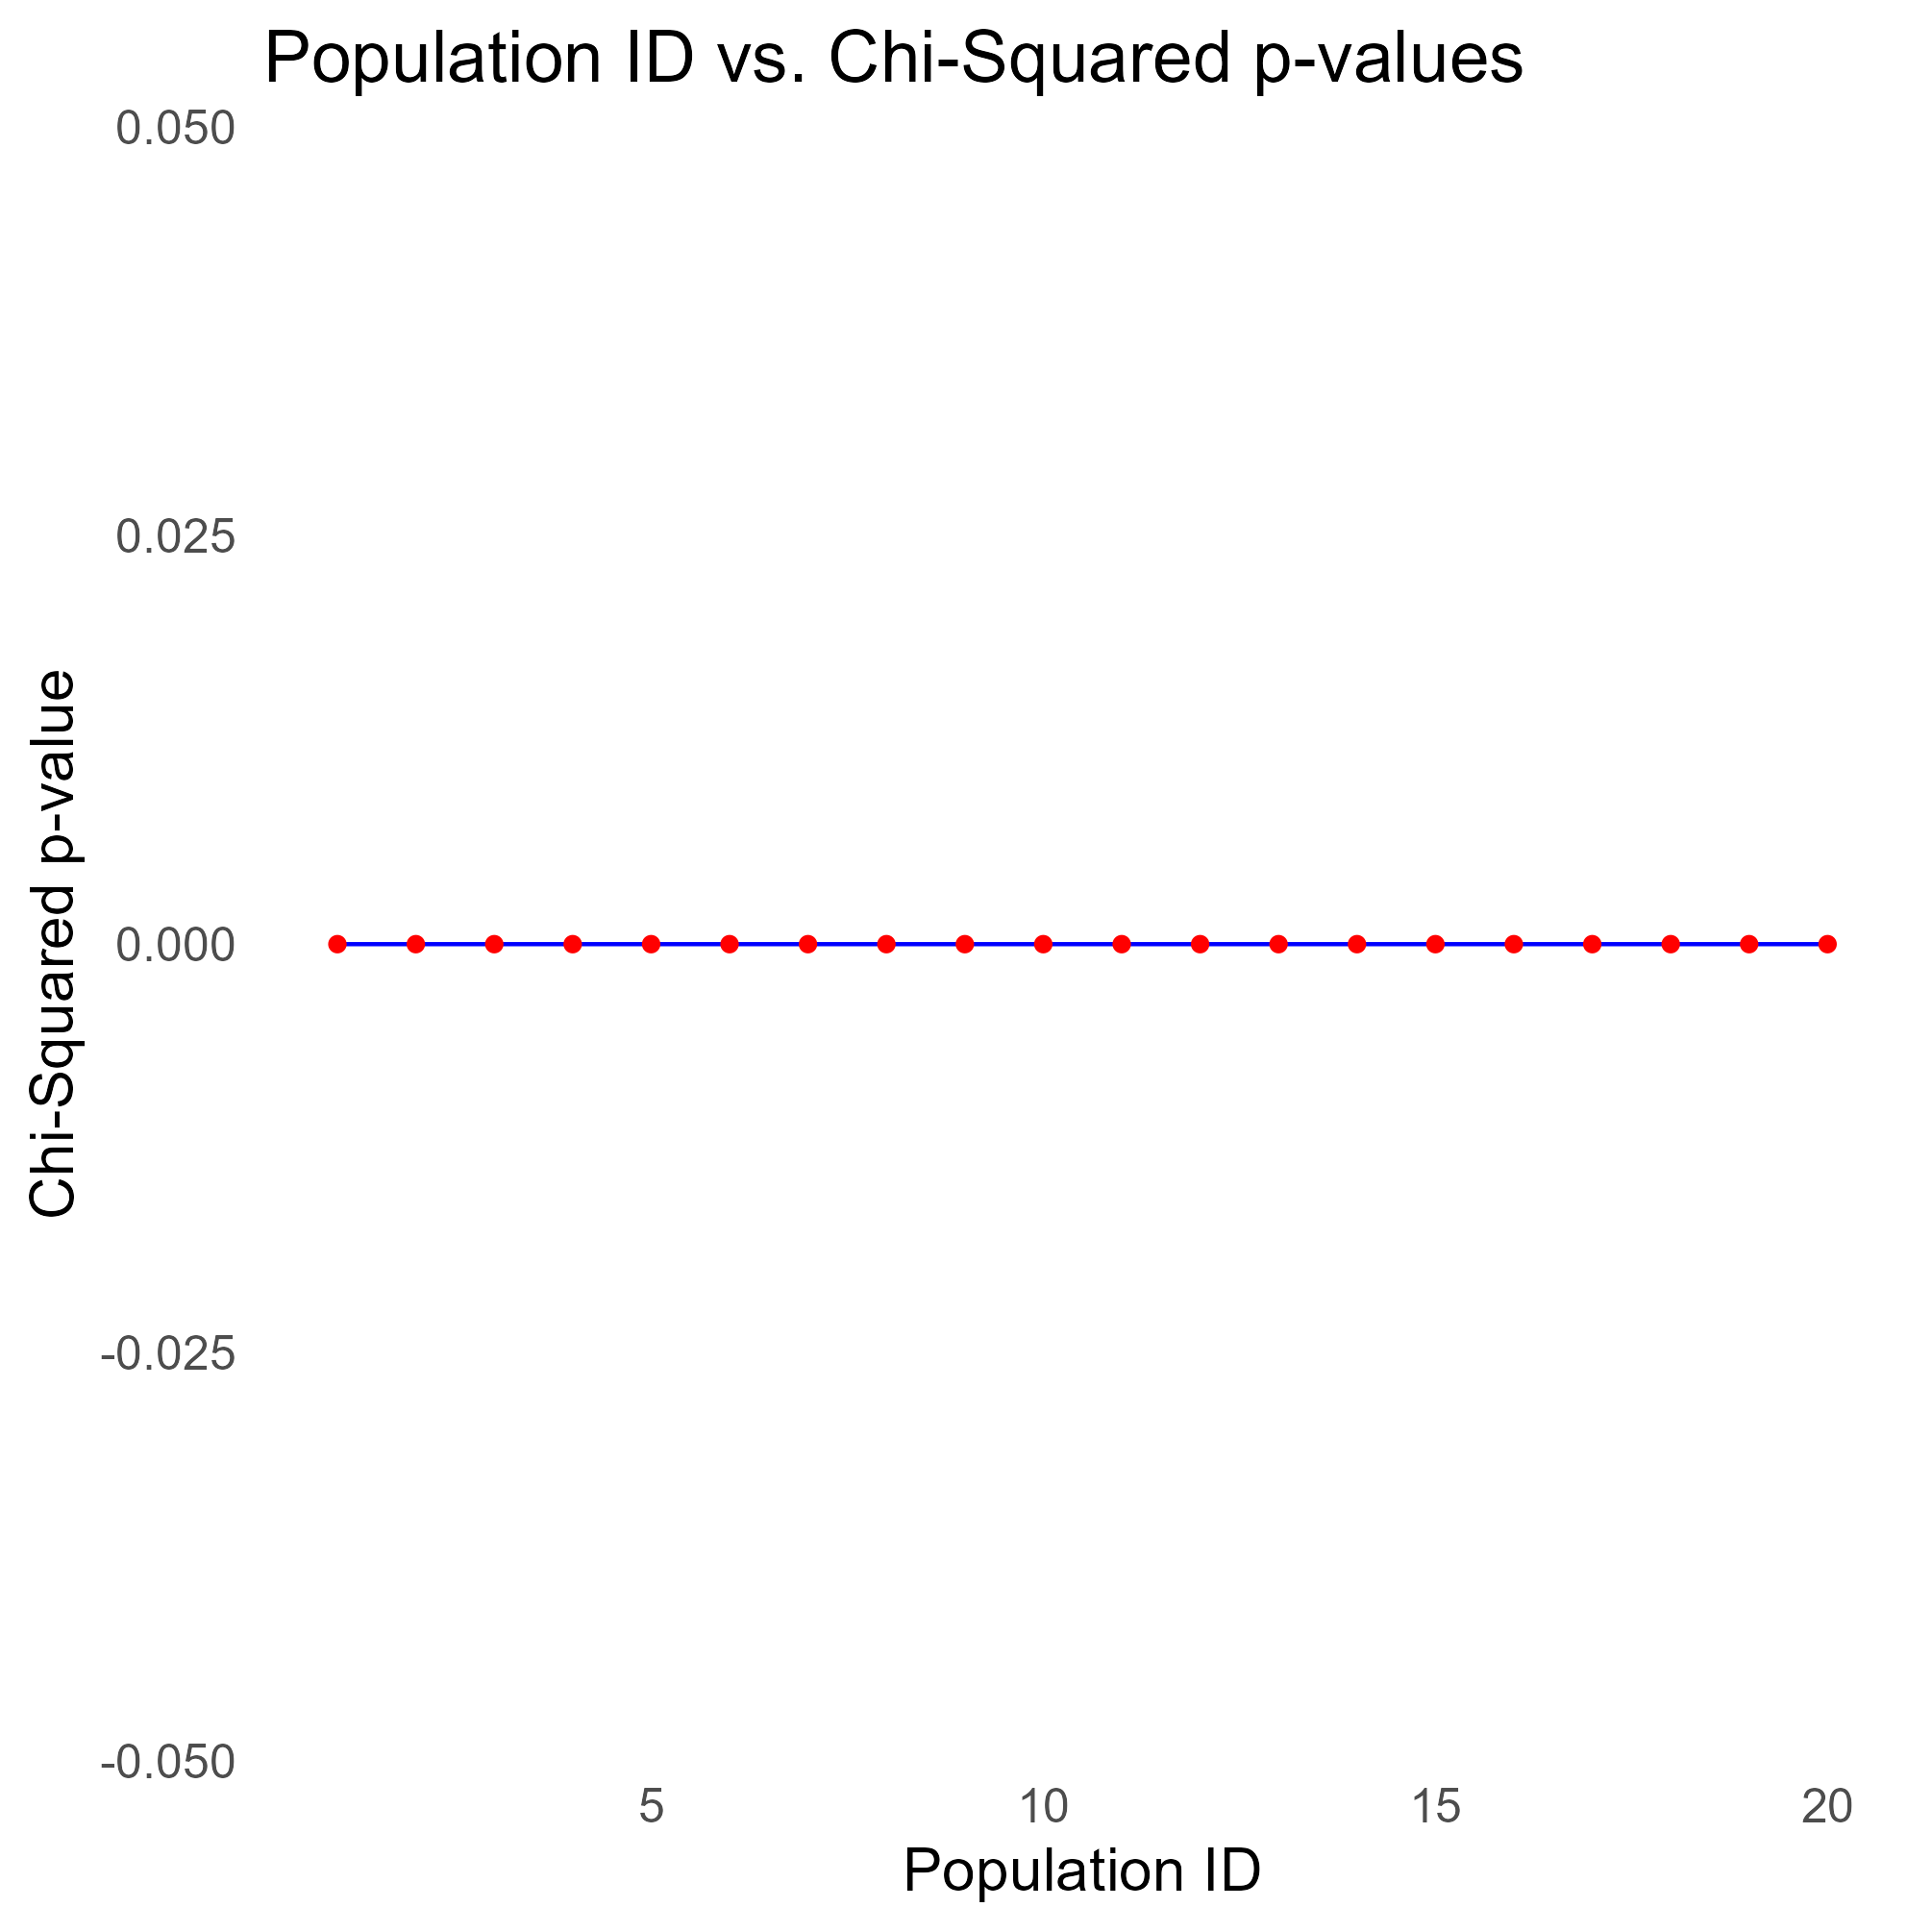 Population ID vs. Chi-Squared p-values
0.050
0.025
0.000
-0.025
-0.050
Chi-Squared p-value
5 10 15 20
Population ID